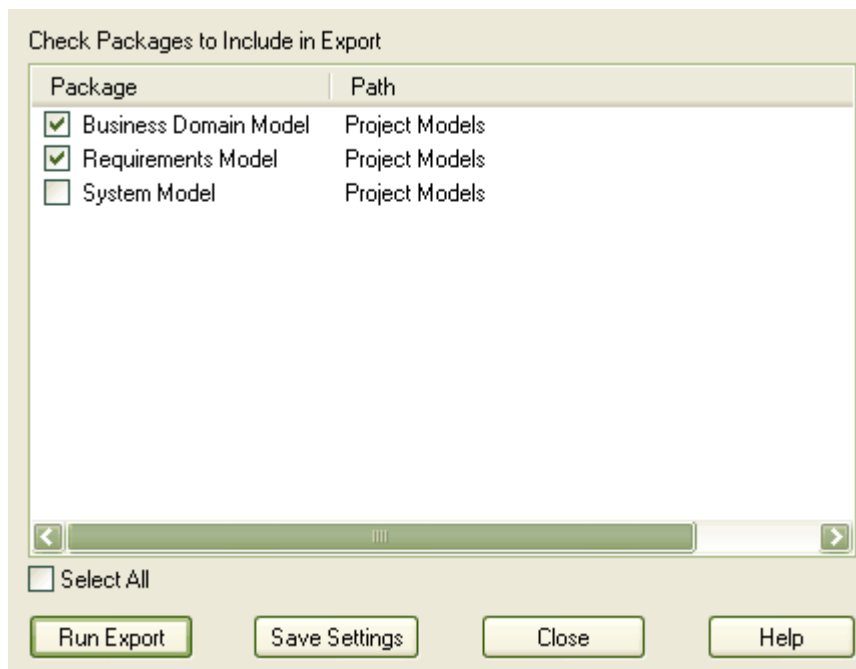 Check Packages to Include in Export
Package Path
Business Domain Model Project Models
Requirements Model Project Models
System Model Project Models
Select All
Run Export Save Settings Close Help